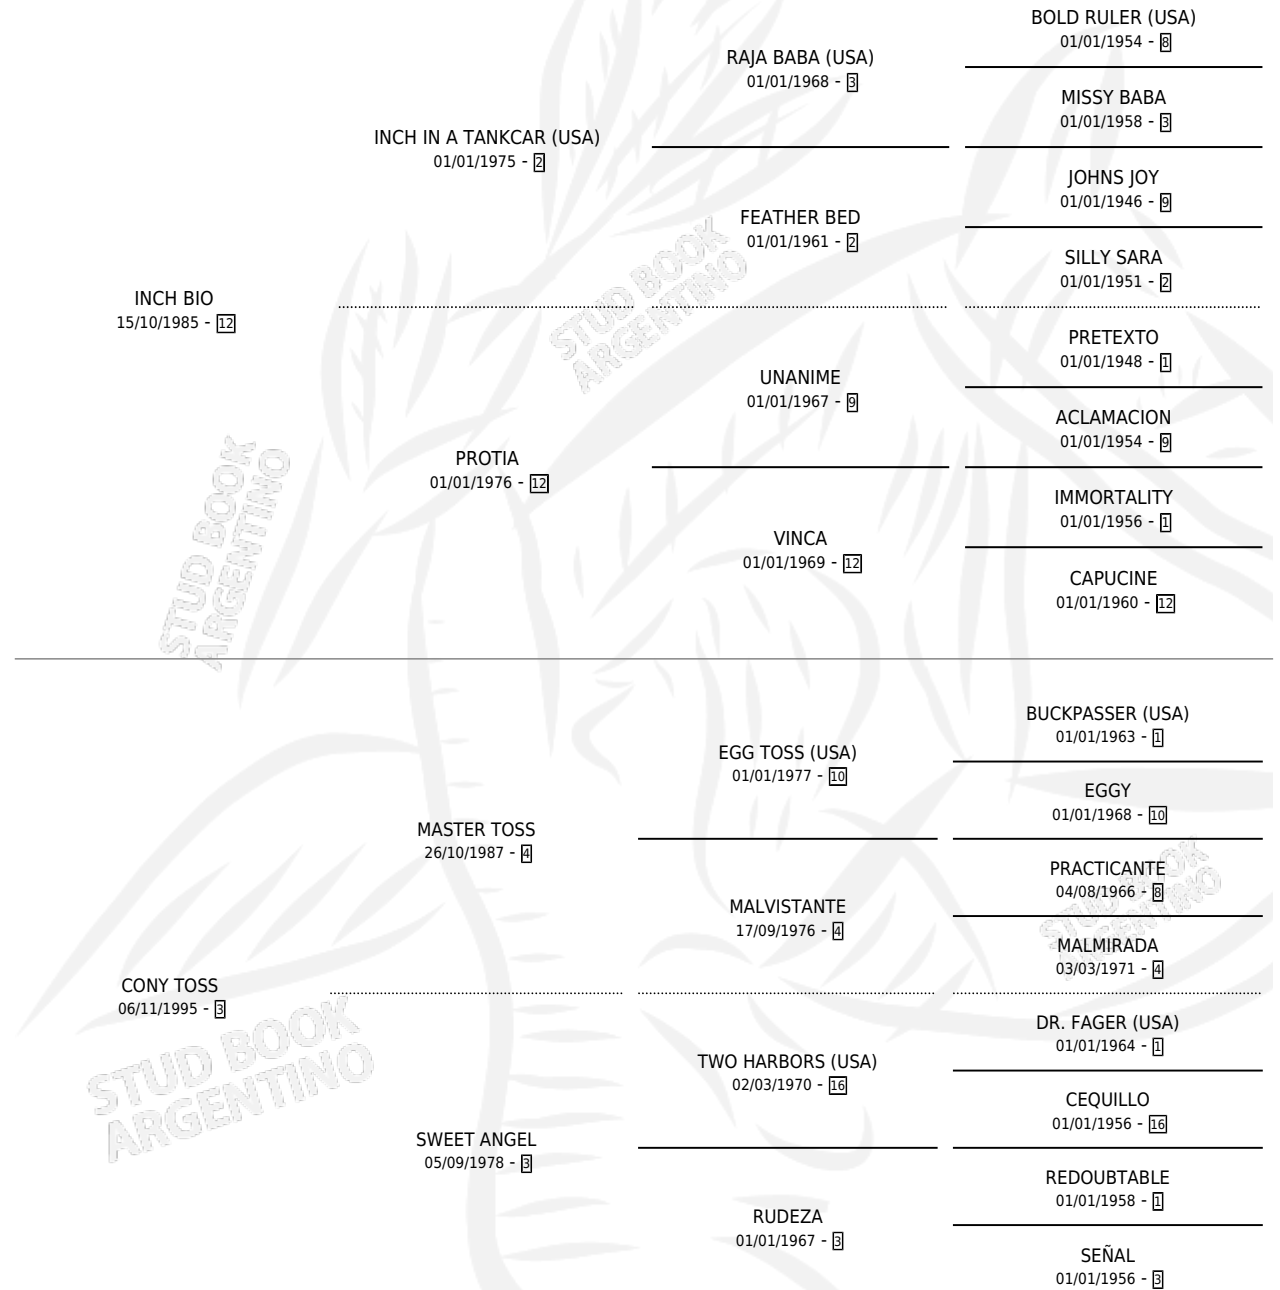 BOLD RULER (USA)
01/01/1954 - 8
RAJA BABA (USA)
01/01/1968 - 3
MISSY BABA
01/01/1958 - 3
INCH IN A TANKCAR (USA)
01/01/1975 - 2
JOHNS JOY
01/01/1946 - 9
FEATHER BED
01/01/1961 - 2
SILLY SARA
01/01/1951 - 2
INCH BIO
15/10/1985 - 12
STUD BOOK
ARGENTINO
PRETEXTO
01/01/1948 - 1
UNANIME
01/01/1967 - 9
ACLAMACION
01/01/1954 - 9
PROTIA
01/01/1976 - 12
IMMORTALITY
01/01/1956 - 1
VINCA
01/01/1969 - 12
CAPUCINE
01/01/1960 - 12
STUD BOOK
ARGENTINO
BUCKPASSER (USA)
01/01/1963 - 1
EGG TOSS (USA)
01/01/1977 - 10
EGGY
01/01/1968 - 10
MASTER TOSS
26/10/1987 - 4
PRACTICANTE
04/08/1966 - 8
MALVISTANTE
17/09/1976 - 4
MALMIRADA
03/03/1971 - 4
STUD BOOK
ARGENTINO
CONY TOSS
06/11/1995 - 3
DR. FAGER (USA)
01/01/1964 - 1
TWO HARBORS (USA)
02/03/1970 - 16
CEQUILLO
01/01/1956 - 16
STUD BOOK
ARGENTINO
SWEET ANGEL
05/09/1978 - 3
REDOUBTABLE
01/01/1958 - 1
RUDEZA
01/01/1967 - 3
SEÑAL
01/01/1956 - 3